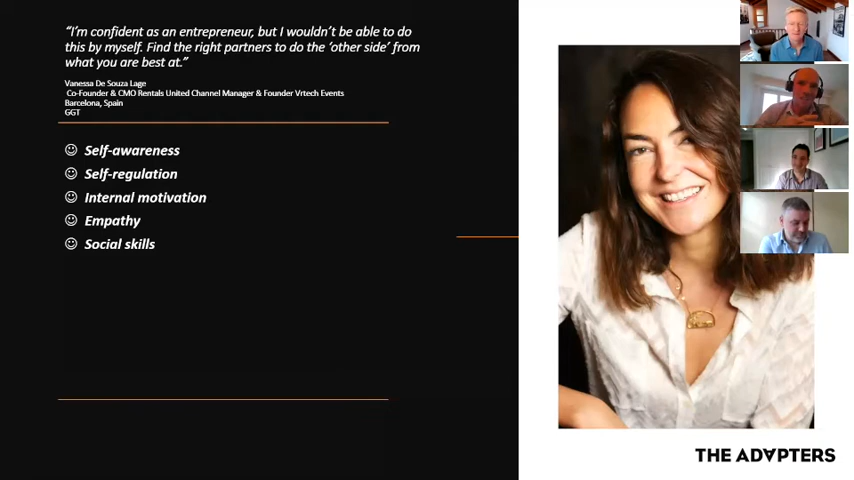 “I’m confident as an entrepreneur, but I wouldn’t be able to do
this by myself. Find the right partners to do the ‘other side’ from
what you are best at.”
Vanessa De Souza Lage
Co-Founder & CMO Rentals United Channel Manager & Founder Vrtech Events
Barcelona, Spain
GGT
Self-awareness
Self-regulation
Internal motivation
Empathy
Social skills
THE ADAPTERS